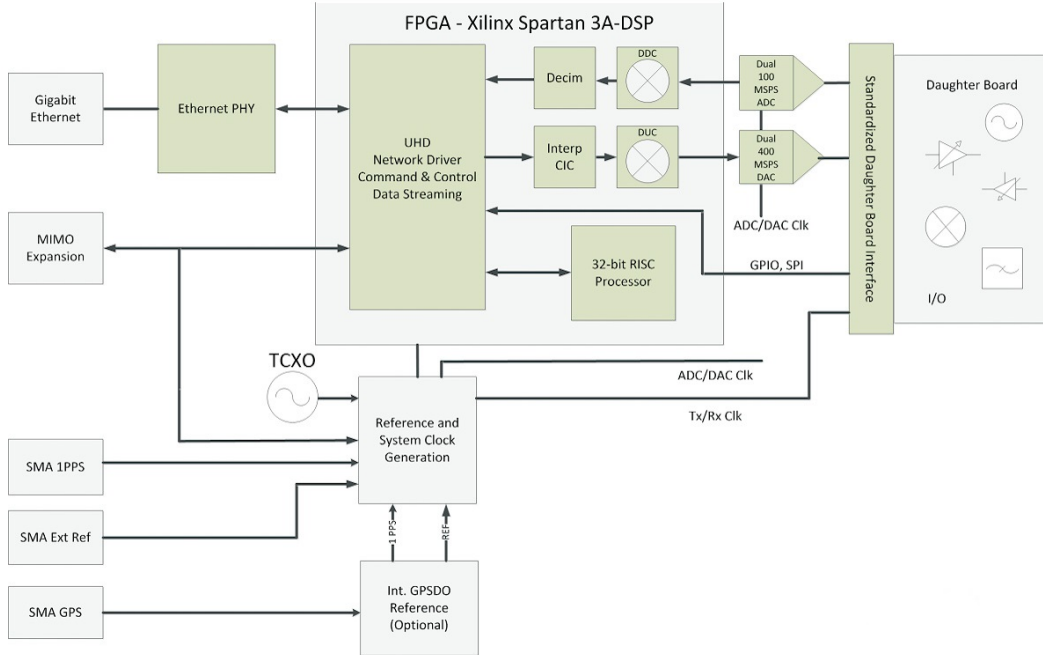 FPGA - Xilinx Spartan 3A-DSP
Gigabit
Ethernet
Ethernet PHY
UHD
Network Driver
Command & Control
Data Streaming
Decim
DDC
Dual
100
MSPS
ADC
Interp
CIC
DUC
Dual
400
MSPS
DAC
ADC/DAC Clk
Standardized Daughter Board Interface
Daughter Board
I/O
MIMO
Expansion
32-bit RISC
Processor
GPIO, SPI
TCXO
ADC/DAC Clk
Tx/Rx Clk
Reference and
System Clock
Generation
SMA 1PPS
SMA Ext Ref
1 PPS
REF
SMA GPS
Int. GPSDO
Reference
(Optional)